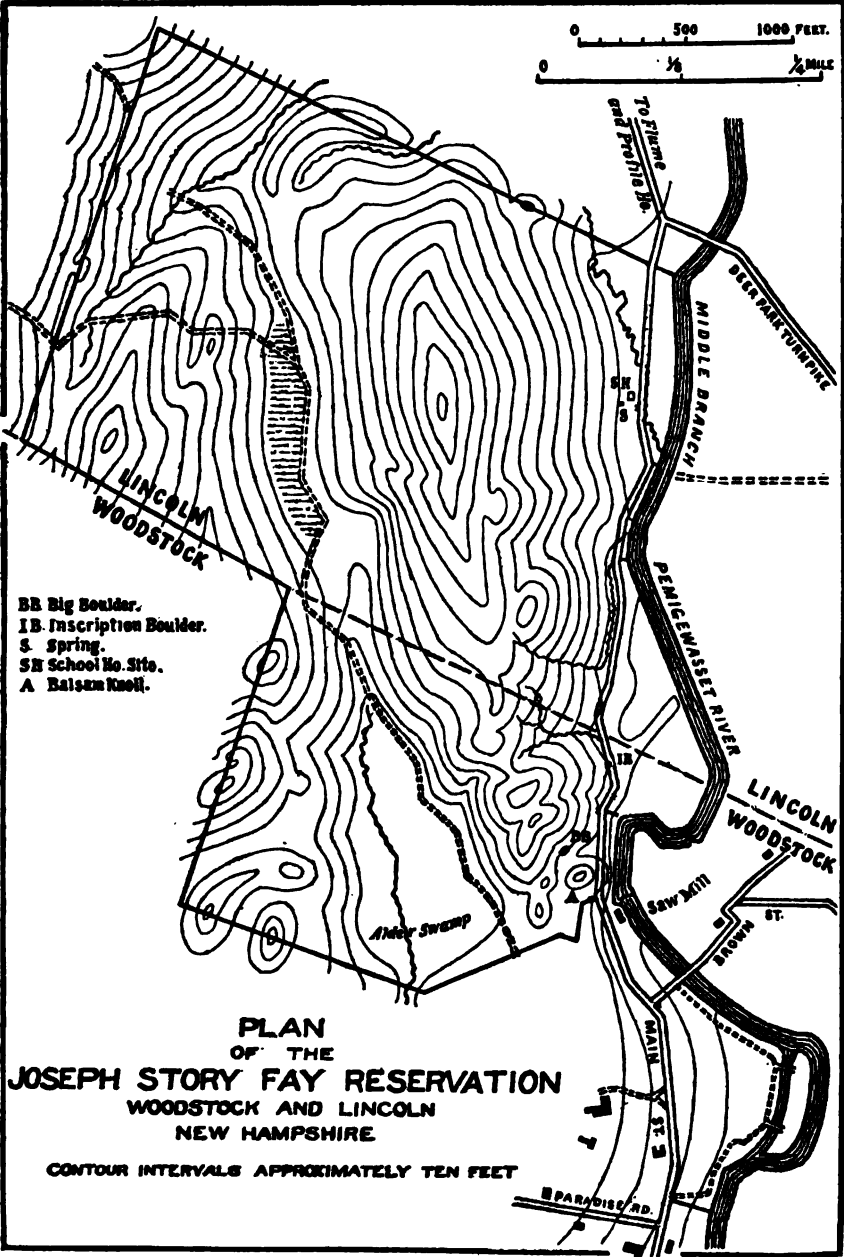 0 500 1000 FEET.
0 1/8 1/4 MILE
To Flume
and Profile Ho.
DEER PARK TURNPIKE
MIDDLE BRANCH
SH
S
LINCOLN
WOODSTOCK
PEMIGEWASSET RIVER
BB Big Boulder.
IB. Inscription Boulder.
S. Spring.
SH School Ho. Site.
A Balsam Knoll.
IB
LINCOLN
WOODSTOCK
BB
A
Saw Mill
ST.
BROWN
Alder Swamp
MAIN
ST.
PLAN
OF THE
JOSEPH STORY FAY RESERVATION
WOODSTOCK AND LINCOLN
NEW HAMPSHIRE
CONTOUR INTERVALS APPROXIMATELY TEN FEET
PARADISE RD.